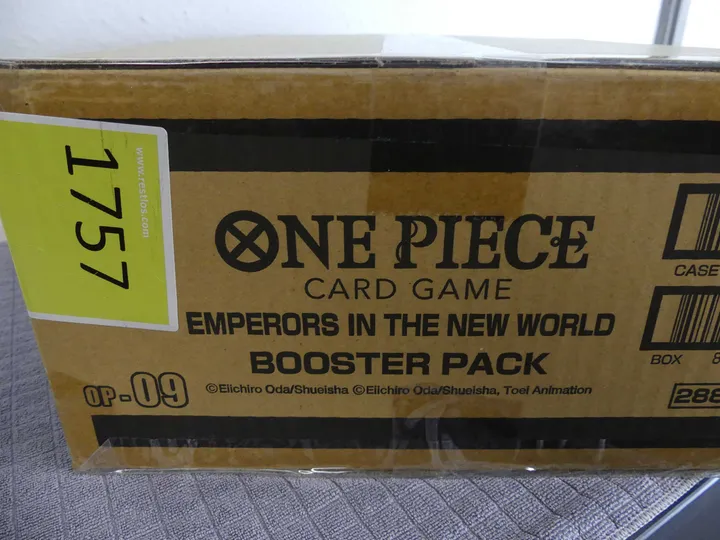 www.restlos.com
1757
ONE PIECE
CARD GAME
EMPERORS IN THE NEW WORLD
BOOSTER PACK
OP-09
©Eiichiro Oda/Shueisha ©Eiichiro Oda/Shueisha, Toei Animation
CASE
BOX
288